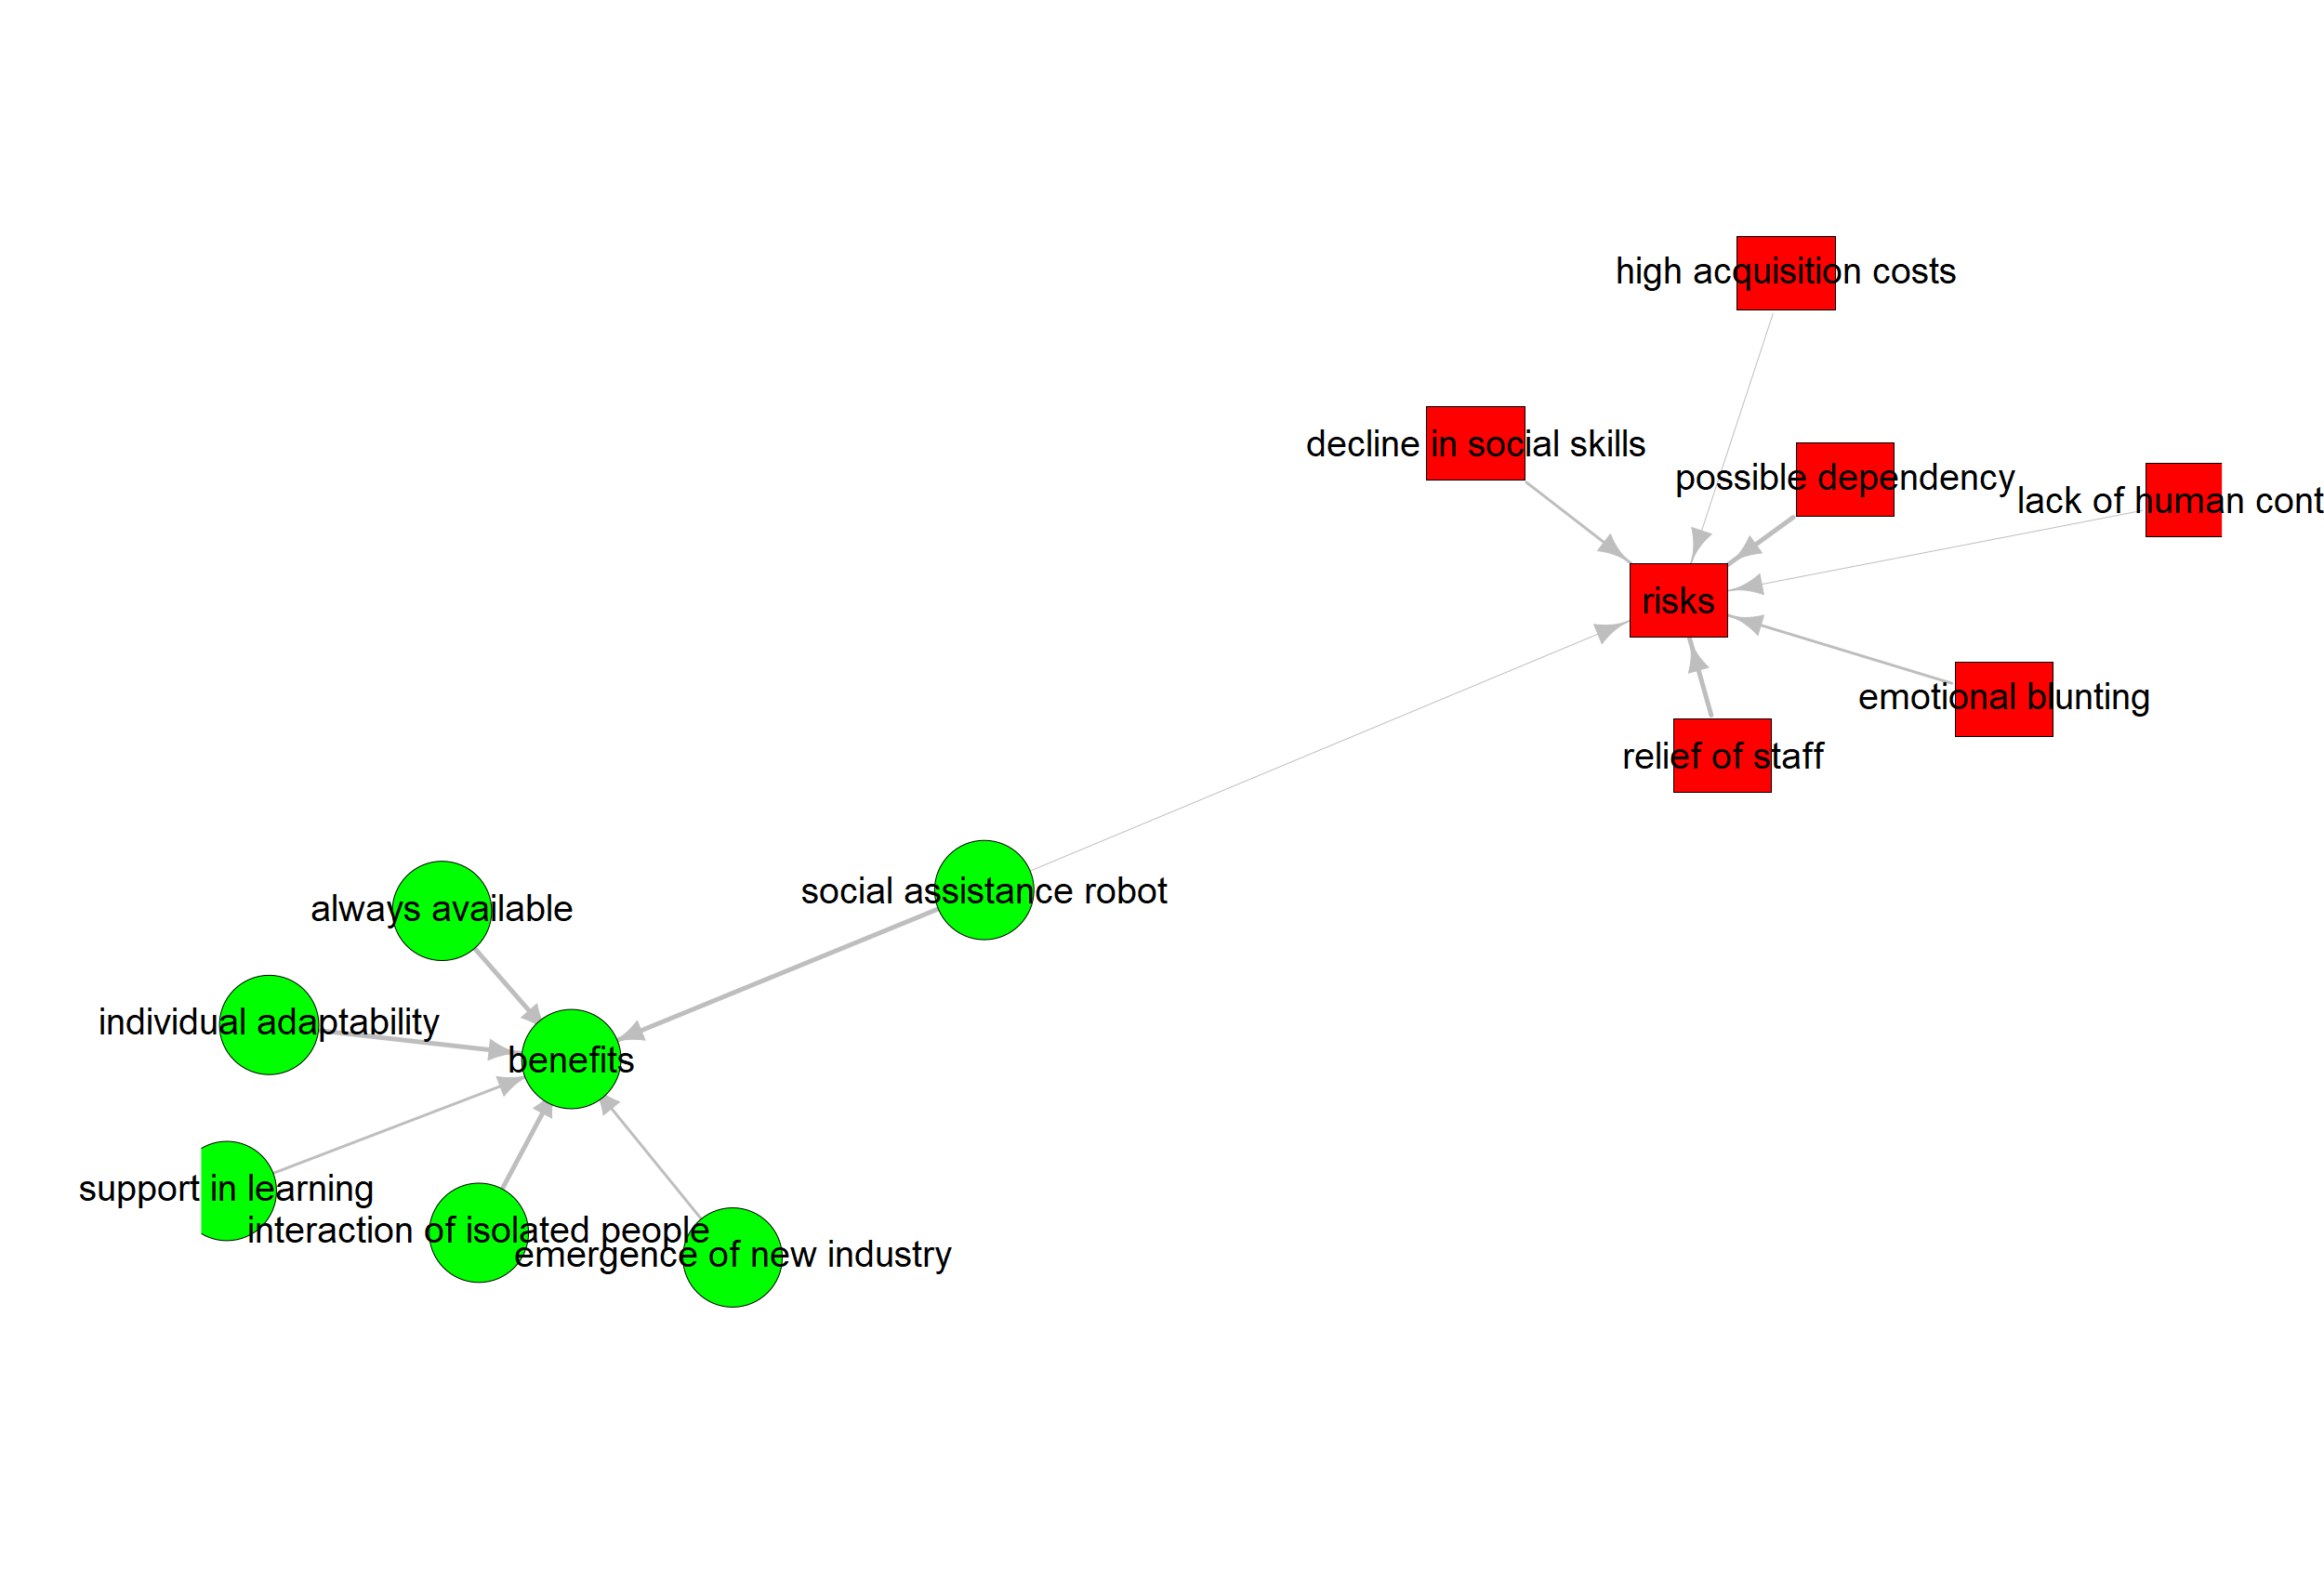 high acquisition costs
decline in social skills
possible dependency
lack of human cont
risks
emotional blunting
relief of staff
social assistance robot
always available
individual adaptability
benefits
support in learning
interaction of isolated people
emergence of new industry